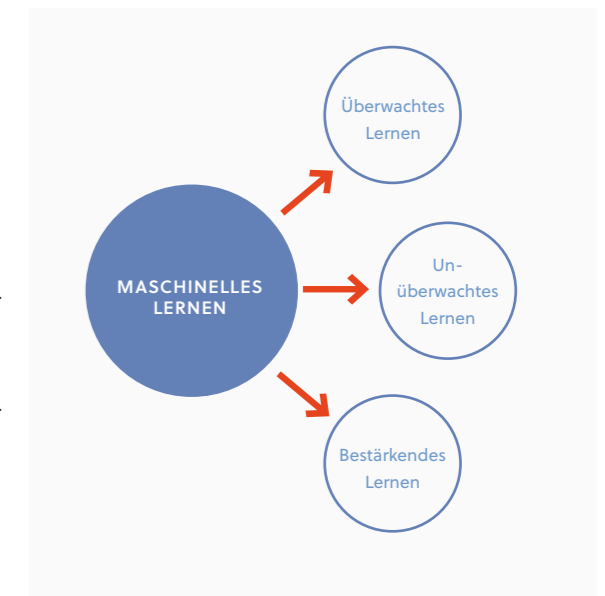 Überwachtes
Lernen
MASCHINELLES
LERNEN
Un-
überwachtes
Lernen
Bestärkendes
Lernen